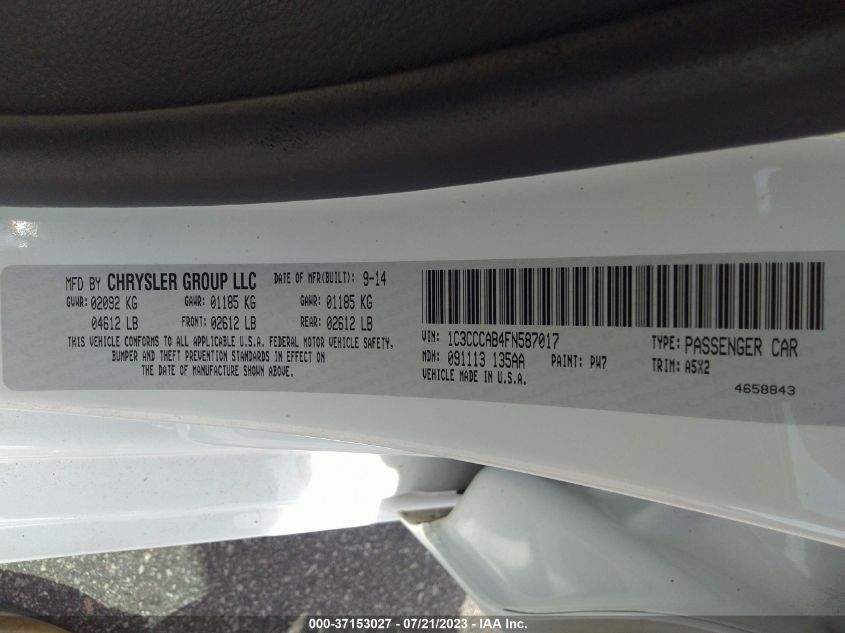 MFD BY CHRYSLER GROUP LLC DATE OF MFR(BUILT): 9-14
GVWR: 02092 KG GAWR: 01185 KG GAWR: 01185 KG
04612 LB FRONT: 02612 LB REAR: 02612 LB
THIS VEHICLE CONFORMS TO ALL APPLICABLE U.S.A. FEDERAL MOTOR VEHICLE SAFETY,
BUMPER AND THEFT PREVENTION STANDARDS IN EFFECT ON
THE DATE OF MANUFACTURE SHOWN ABOVE.
VIN: 1C3CCCAB4FN587017 TYPE: PASSENGER CAR
MDH: 091113 135AA PAINT: PW7 TRIM: A5X2
VEHICLE MADE IN U.S.A.
4658843
000-37153027 - 07/21/2023 - IAA Inc.